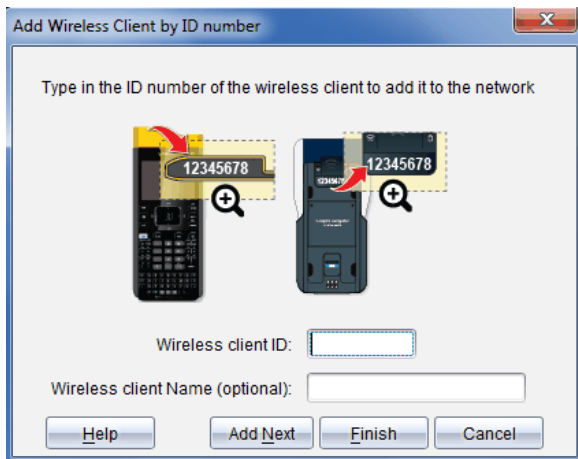 Add Wireless Client by ID number
Type in the ID number of the wireless client to add it to the network
12345678
12345678
Wireless client ID:
Wireless client Name (optional):
Help Add Next Finish Cancel